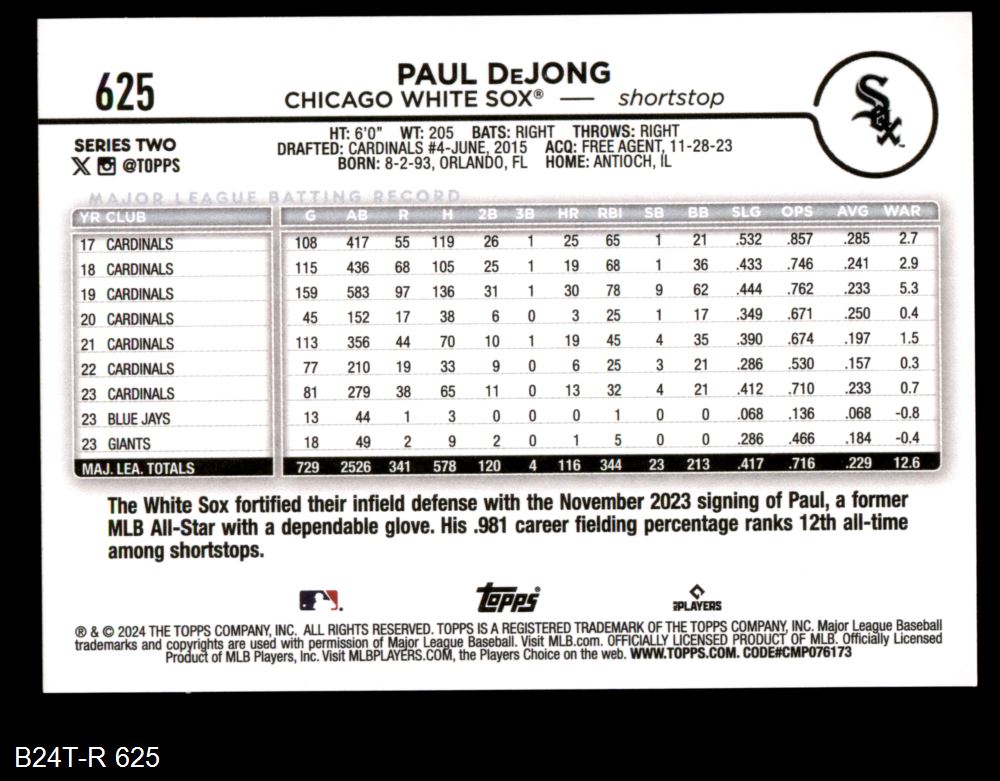 625
PAUL DeJONG
CHICAGO WHITE SOX® — shortstop
Sox
SERIES TWO
X @TOPPS
HT: 6'0" WT: 205 BATS: RIGHT THROWS: RIGHT
DRAFTED: CARDINALS #4-JUNE, 2015 ACQ: FREE AGENT, 11-28-23
BORN: 8-2-93, ORLANDO, FL HOME: ANTIOCH, IL
MAJOR LEAGUE BATTING RECORD
YR CLUB G AB R H 2B 3B HR RBI SB BB SLG OPS AVG WAR
17 CARDINALS 108 417 55 119 26 1 25 65 1 21 .532 .857 .285 2.7
18 CARDINALS 115 436 68 105 25 1 19 68 1 36 .433 .746 .241 2.9
19 CARDINALS 159 583 97 136 31 1 30 78 9 62 .444 .762 .233 5.3
20 CARDINALS 45 152 17 38 6 0 3 25 1 17 .349 .671 .250 0.4
21 CARDINALS 113 356 44 70 10 1 19 45 4 35 .390 .674 .197 1.5
22 CARDINALS 77 210 19 33 9 0 6 25 3 21 .286 .530 .157 0.3
23 CARDINALS 81 279 38 65 11 0 13 32 4 21 .412 .710 .233 0.7
23 BLUE JAYS 13 44 1 3 0 0 0 1 0 0 .068 .136 .068 -0.8
23 GIANTS 18 49 2 9 2 0 1 5 0 0 .286 .466 .184 -0.4
MAJ. LEA. TOTALS 729 2526 341 578 120 4 116 344 23 213 .417 .716 .229 12.6
The White Sox fortified their infield defense with the November 2023 signing of Paul, a former
MLB All-Star with a dependable glove. His .981 career fielding percentage ranks 12th all-time
among shortstops.
Topps
PLAYERS
® & © 2024 THE TOPPS COMPANY, INC. ALL RIGHTS RESERVED. TOPPS IS A REGISTERED TRADEMARK OF THE TOPPS COMPANY, INC. Major League Baseball
trademarks and copyrights are used with permission of Major League Baseball. Visit MLB.com. OFFICIALLY LICENSED PRODUCT OF MLB. Officially Licensed
Product of MLB Players, Inc. Visit MLBPLAYERS.COM, the Players Choice on the web. WWW.TOPPS.COM. CODE#CMP076173
B24T-R 625